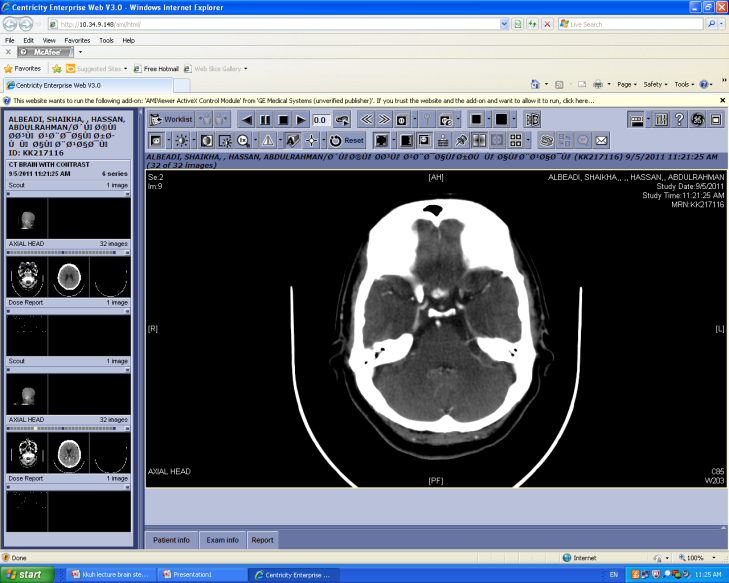 Centricity Enterprise Web V3.0 - Windows Internet Explorer
http://10.34.9.148/ami/html/
Live Search
File Edit View Favorites Tools Help
McAfee
Favorites Suggested Sites Free Hotmail Web Slice Gallery
Centricity Enterprise Web V3.0
Page Safety Tools
This website wants to run the following add-on: 'AMIViewer ActiveX Control Module' from 'GE Medical Systems (unverified publisher)'. If you trust the website and the add-on and want to allow it to run, click here...
ALBEADI, SHAIKHA, , HASSAN,
ID: KK217116
CT BRAIN WITH CONTRAST
9/5/2011 11:21:25 AM 6 series
Scout 1 image
AXIAL HEAD 32 images
Dose Report 1 image
Scout 1 image
AXIAL HEAD 32 images
Dose Report 1 image
Worklist
0.0
Reset
ALBEADI, SHAIKHA, , HASSAN,
(KK217116) 9/5/2011 11:21:25 AM
(32 of 32 images)
Se:2
Im:9
[AH]
ALBEADI, SHAIKHA,, ,, HASSAN,, ABDULRAHMAN
Study Date:9/5/2011
Study Time:11:21:25 AM
MRN:KK217116
[R]
[L]
AXIAL HEAD
[PF]
C85
W203
Patient info Exam info Report
Done Internet 100%
start kkuh lecture brain ste... Presentation1 Centricity Enterprise ... EN 11:25 AM